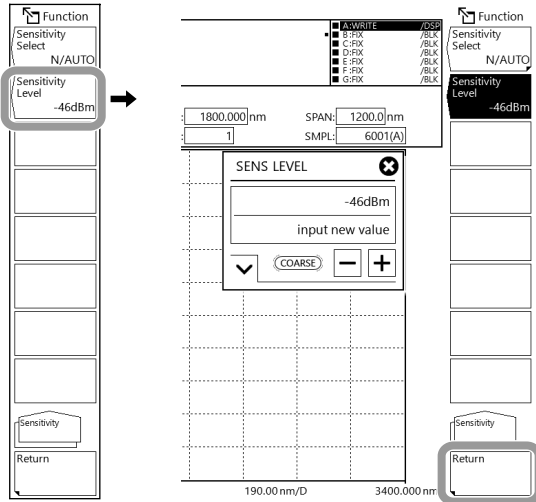 Function
Sensitivity
Select
N/AUTO
Sensitivity
Level
-46dBm
Sensitivity
Return
A:WRITE /DSP
B:FIX /BLK
C:FIX /BLK
D:FIX /BLK
E:FIX /BLK
F:FIX /BLK
G:FIX /BLK
: 1800.000 nm SPAN: 1200.0 nm
: 1 SMPL: 6001(A)
SENS LEVEL
-46dBm
input new value
COARSE
190.00 nm/D 3400.000 nm
Function
Sensitivity
Select
N/AUTO
Sensitivity
Level
-46dBm
Sensitivity
Return